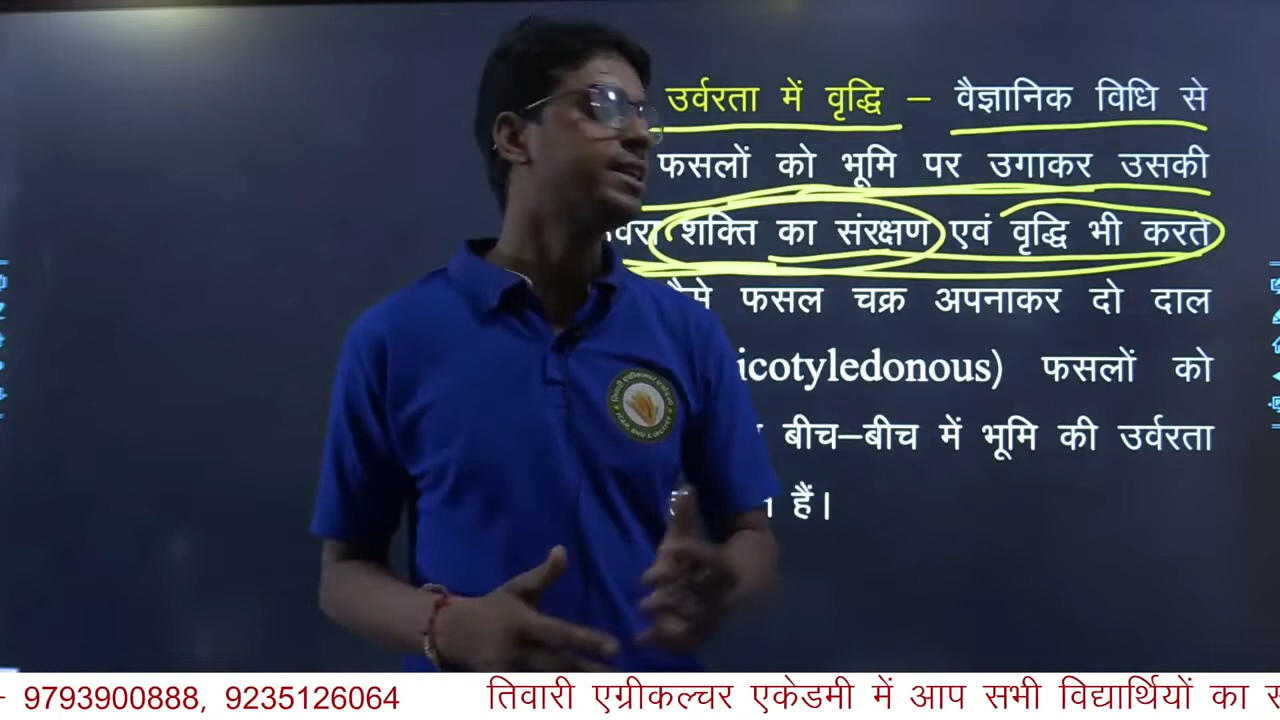 उर्वरता में वृद्धि – वैज्ञानिक विधि से
फसलों को भूमि पर उगाकर उसकी
शक्ति का संरक्षण एवं वृद्धि भी करते
फसल चक्र अपनाकर दो दाल
icotyledonous) फसलों को
बीच–बीच में भूमि की उर्वरता
हैं।
9793900888, 9235126064 तिवारी एग्रीकल्चर एकेडमी में आप सभी विद्यार्थियों का